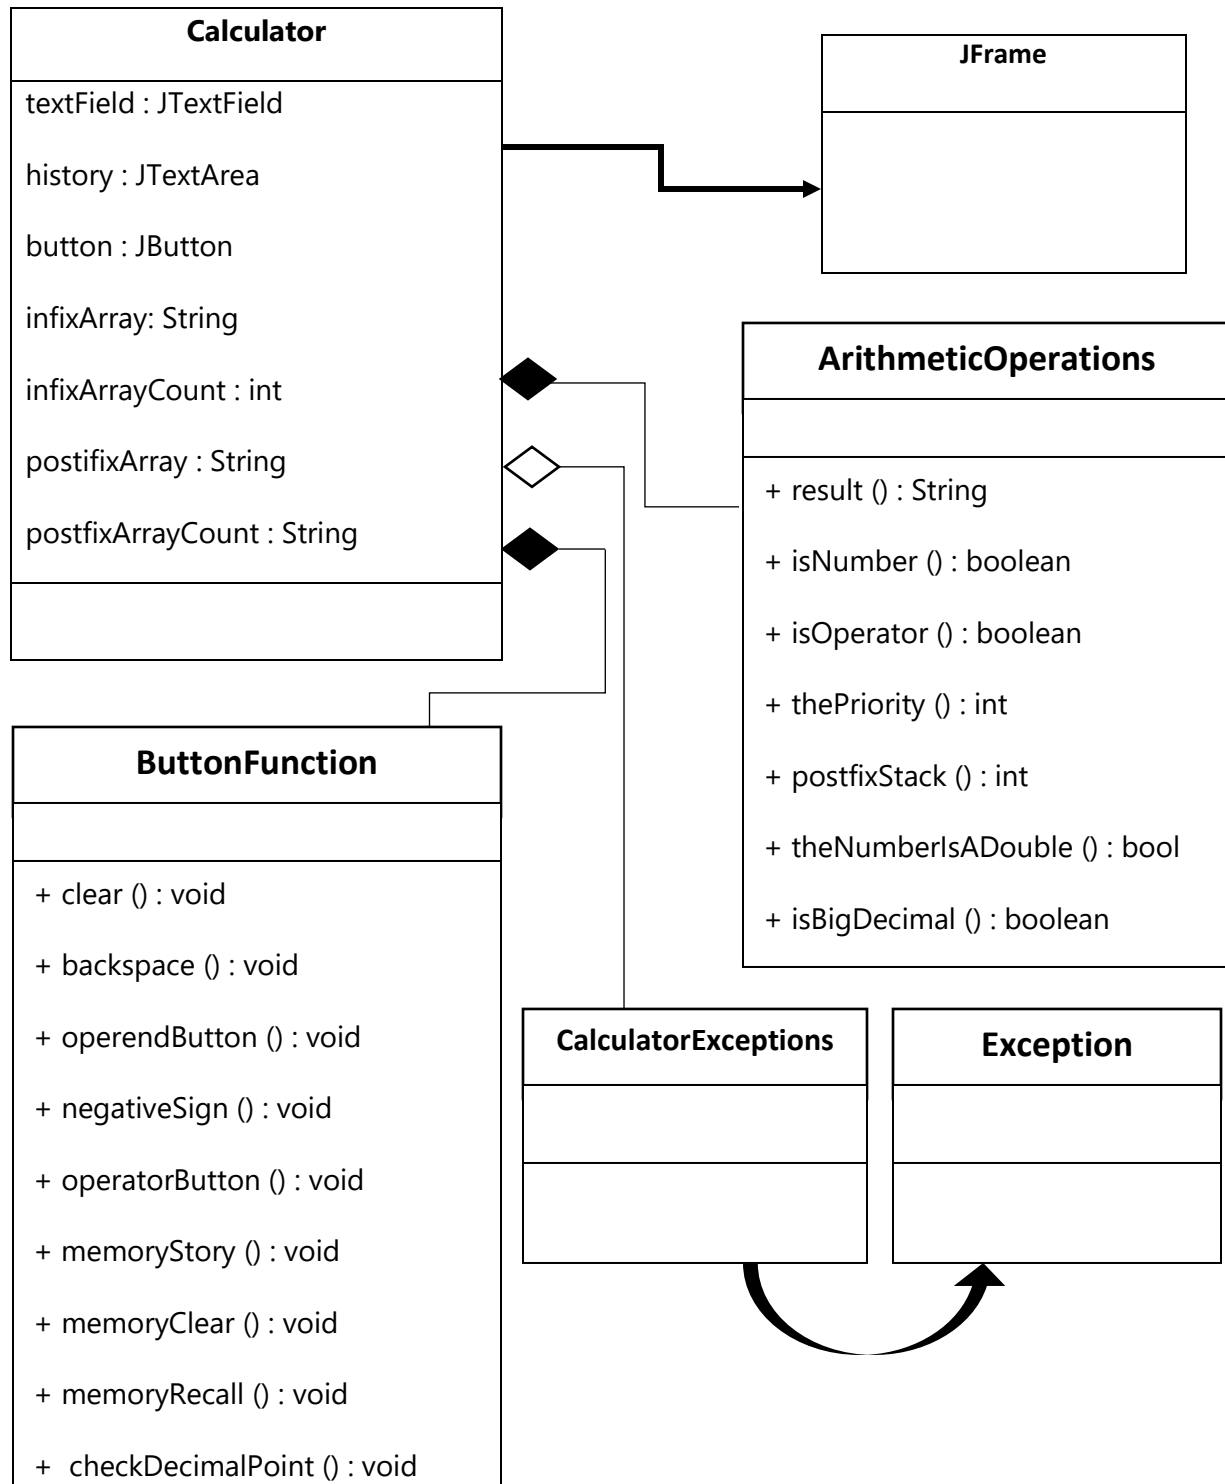 Calculator
textField : JTextField
history : JTextArea
button : JButton
infixArray: String
infixArrayCount : int
postifixArray : String
postfixArrayCount : String
JFrame
ArithmeticOperations
+ result () : String
+ isNumber () : boolean
+ isOperator () : boolean
+ thePriority () : int
+ postfixStack () : int
+ theNumberIsADouble () : bool
+ isBigDecimal () : boolean
ButtonFunction
+ clear () : void
+ backspace () : void
+ operendButton () : void
+ negativeSign () : void
+ operatorButton () : void
+ memoryStory () : void
+ memoryClear () : void
+ memoryRecall () : void
+ checkDecimalPoint () : void
CalculatorExceptions
Exception